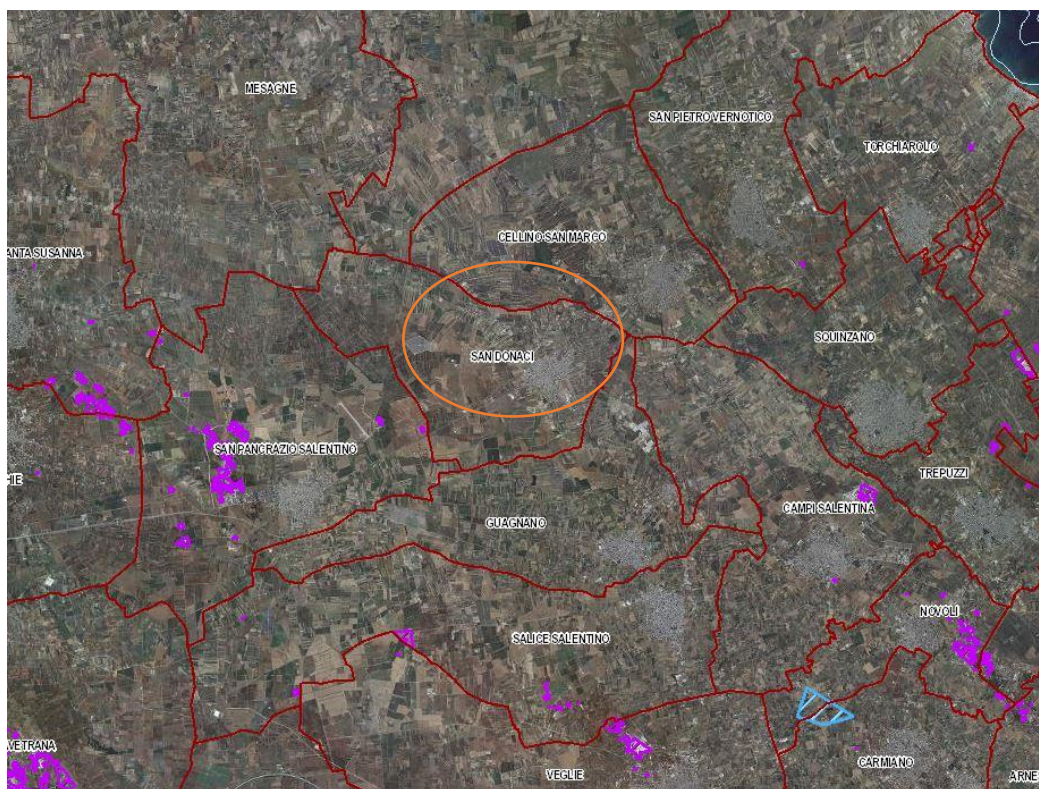 MESAGNE
SAN PIETRO VERNOTICO
TORCHIAROLO
CELLINO SAN MARCO
ANTA SUSANNA
SQUINZANO
SAN DONACI
SAN PANCRAZIO SALENTINO
TREPUZZI
HIE
CAMPI SALENTINA
GUAGNANO
NOVOLI
SALICE SALENTINO
AVETRANA
CARMIANO
VEGLIE
ARNE